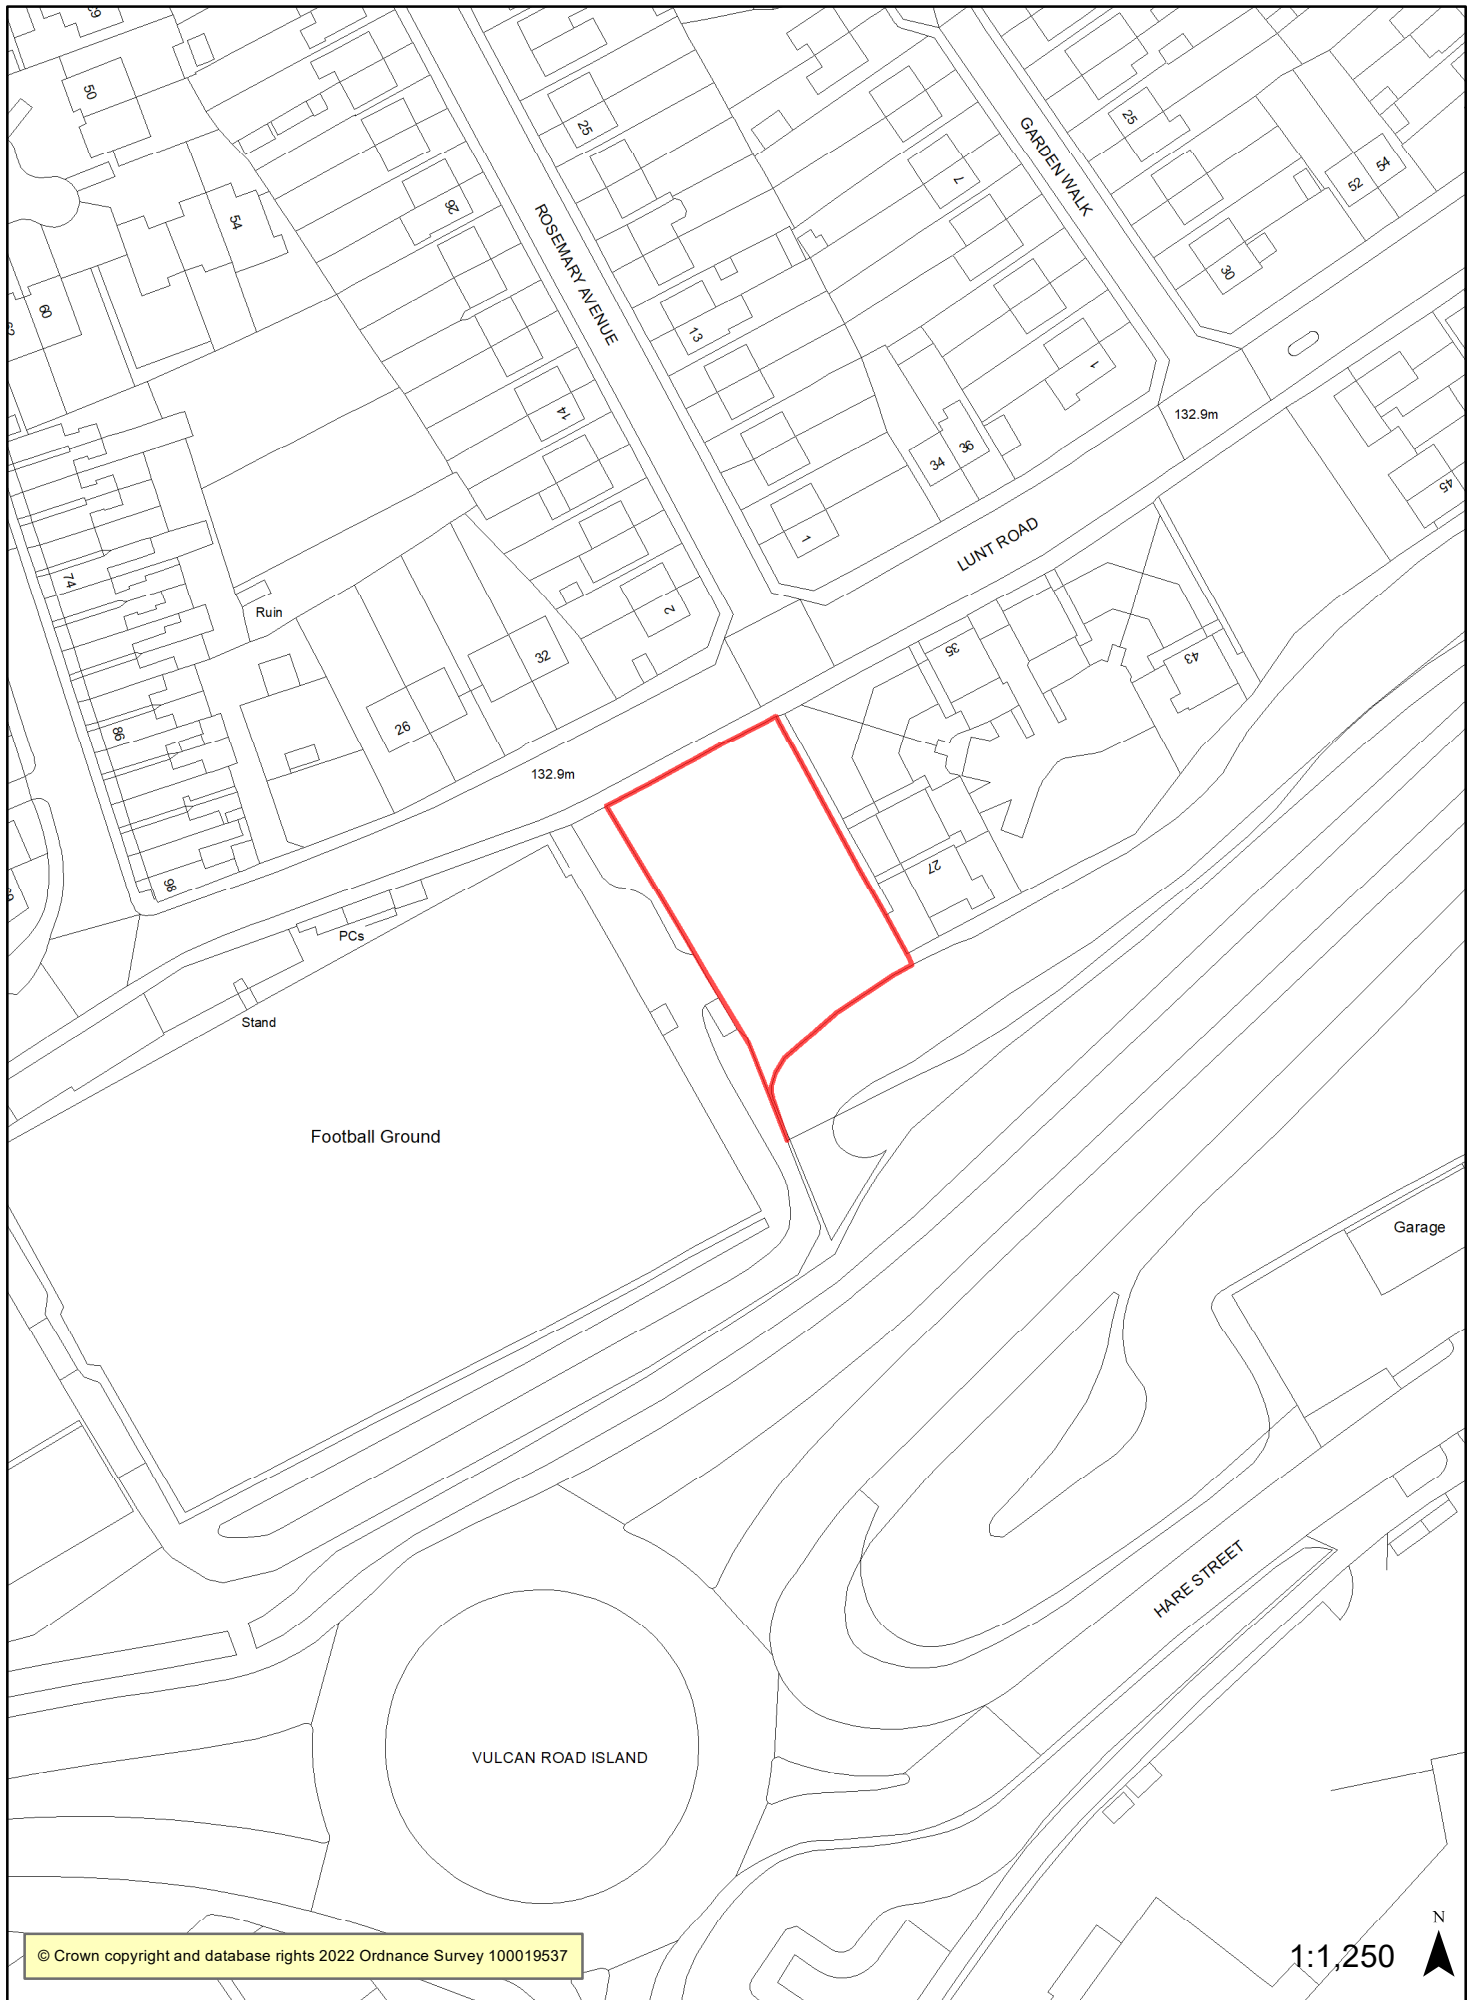 50
25
25
GARDEN WALK
54
52
7
26
54
ROSEMARY AVENUE
30
60
13
1
14
132.9m
36
34
45
LUNT ROAD
1
74
Ruin
2
35
32
43
26
86
132.9m
27
98
PCs
Stand
Football Ground
Garage
HARE STREET
VULCAN ROAD ISLAND
© Crown copyright and database rights 2022 Ordnance Survey 100019537
1:1,250
N